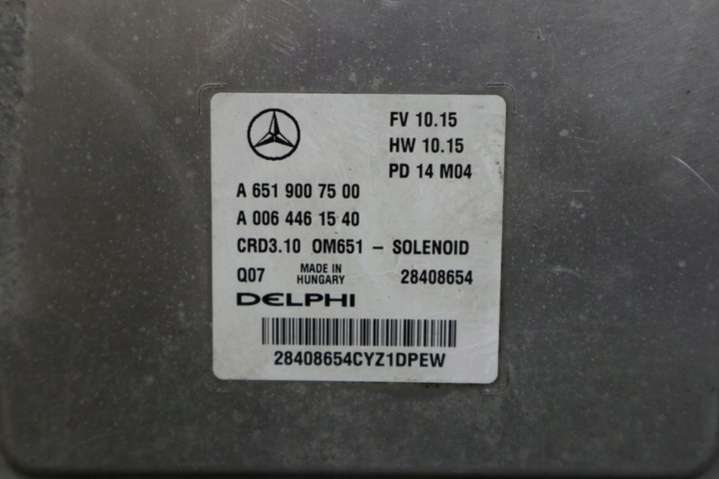 FV 10.15
HW 10.15
PD 14 M04
A 651 900 75 00
A 006 446 15 40
CRD3.10 OM651 – SOLENOID
Q07 MADE IN HUNGARY 28408654
DELPHI
28408654CYZ1DPEW